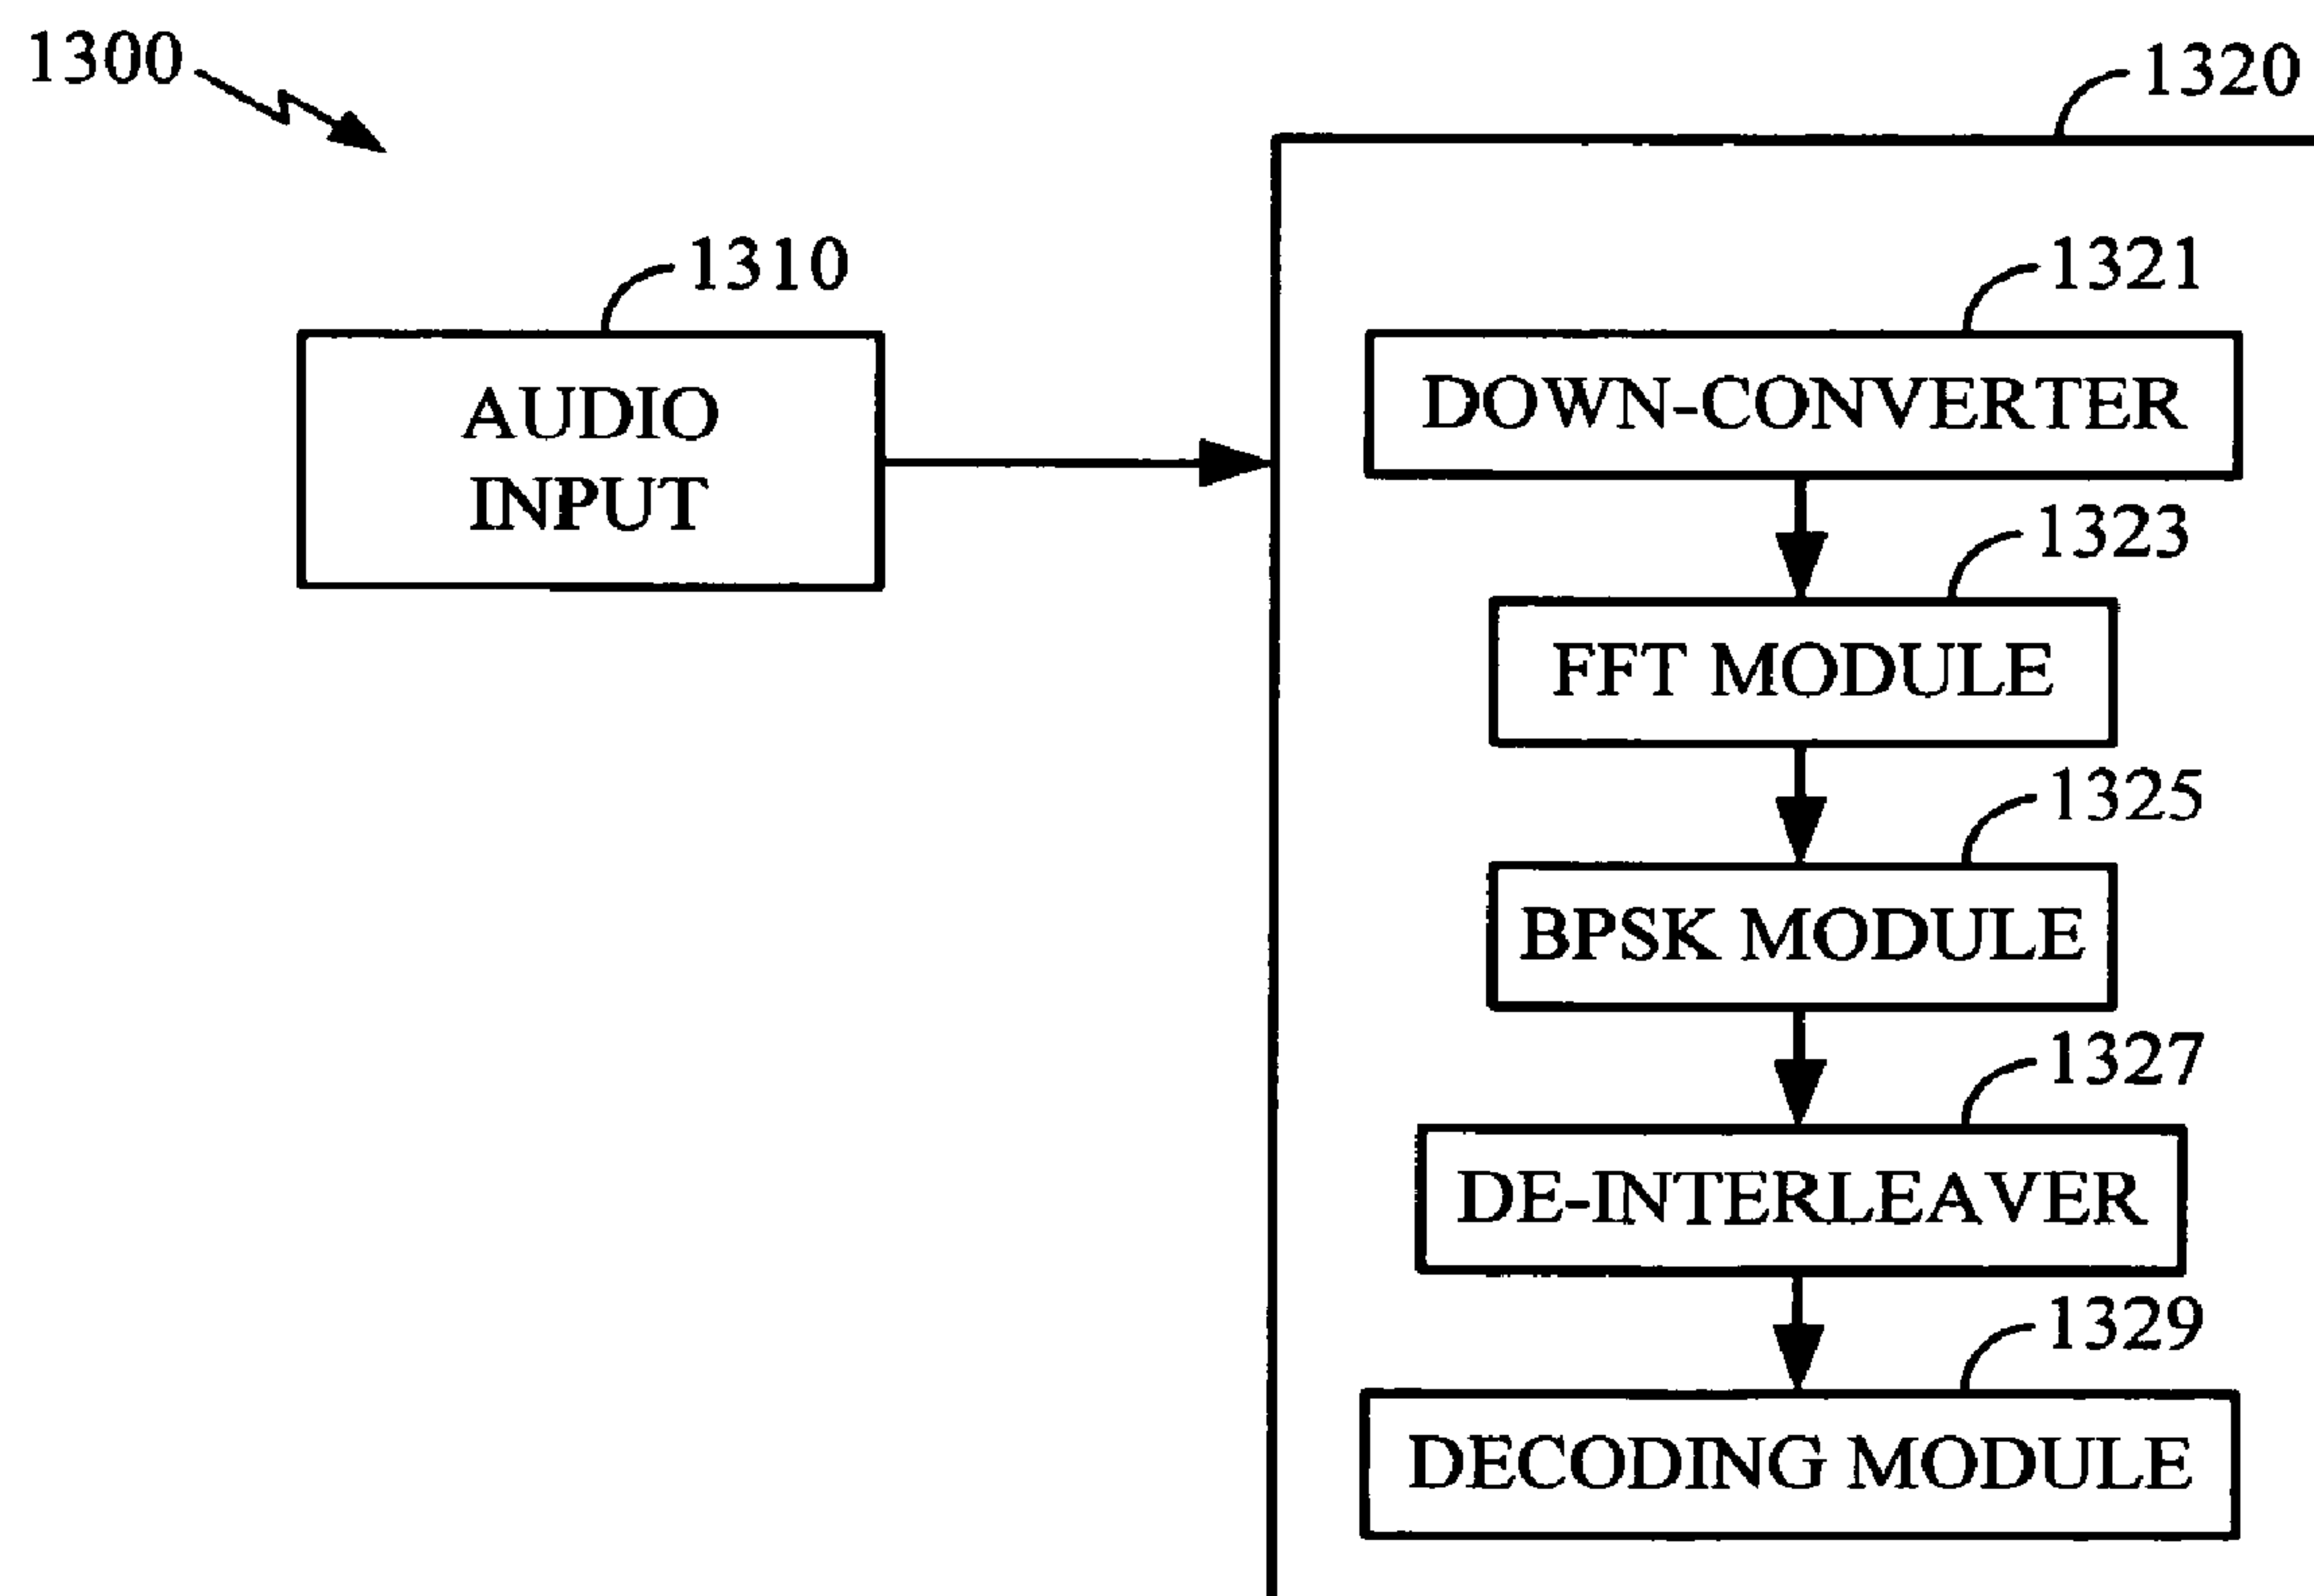 1300
1320
1310
AUDIO
INPUT
1321
DOWN-CONVERTER
1323
FFT MODULE
1325
BPSK MODULE
1327
DE-INTERLEAVER
1329
DECODING MODULE